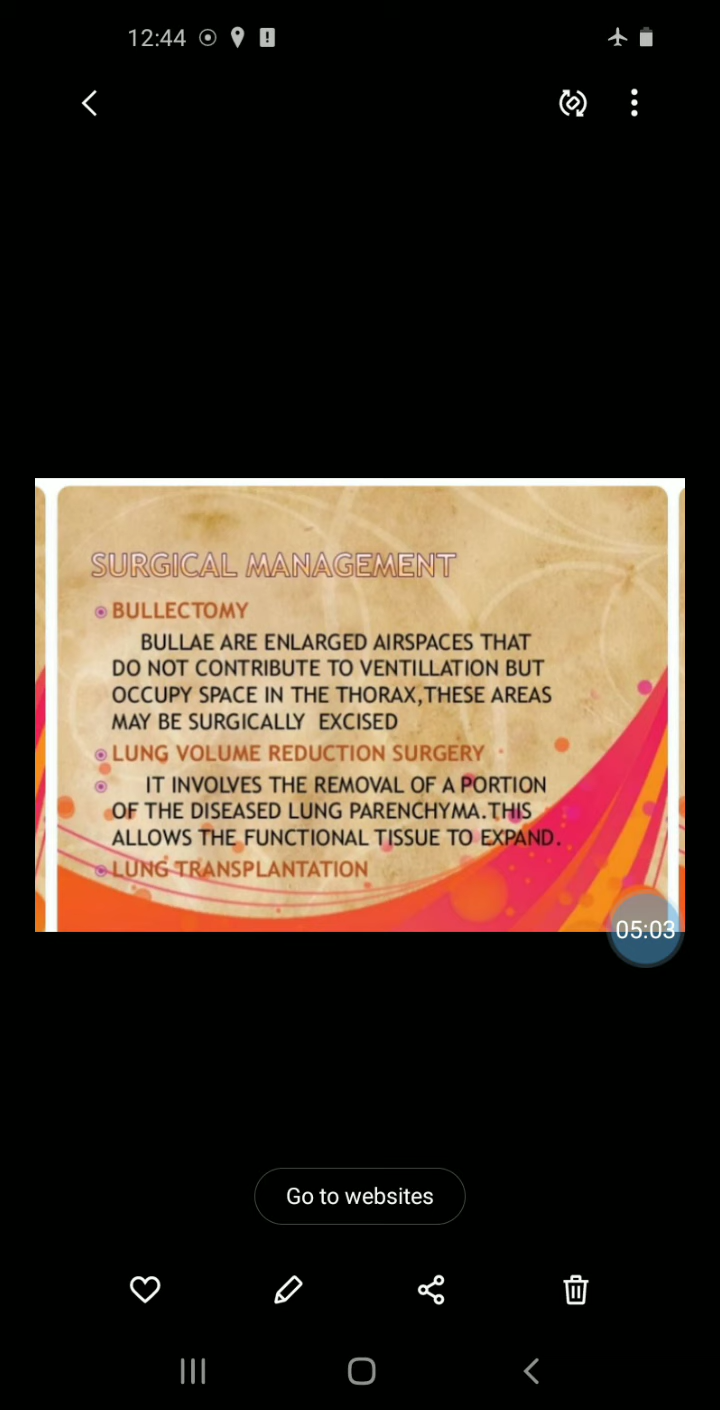 12:44
SURGICAL MANAGEMENT
BULLECTOMY
BULLAE ARE ENLARGED AIRSPACES THAT
DO NOT CONTRIBUTE TO VENTILLATION BUT
OCCUPY SPACE IN THE THORAX,THESE AREAS
MAY BE SURGICALLY EXCISED
LUNG VOLUME REDUCTION SURGERY
IT INVOLVES THE REMOVAL OF A PORTION
OF THE DISEASED LUNG PARENCHYMA.THIS
ALLOWS THE FUNCTIONAL TISSUE TO EXPAND.
LUNG TRANSPLANTATION
05:03
Go to websites